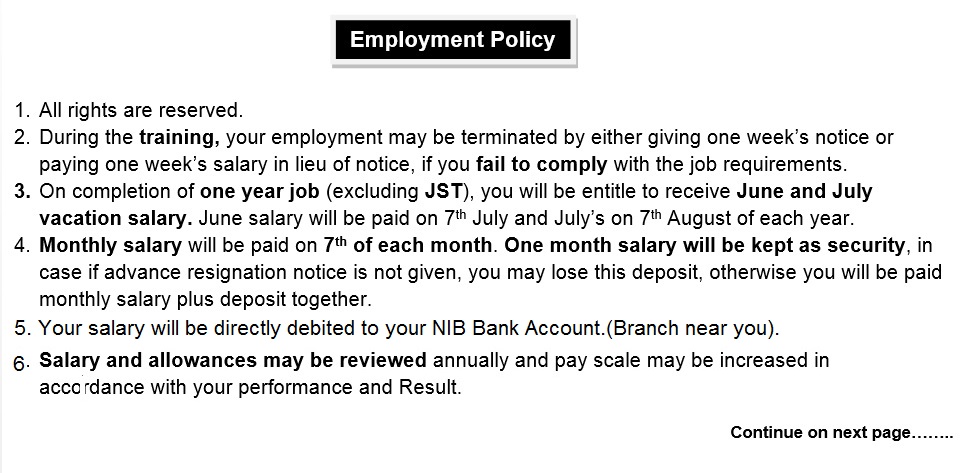 Employment Policy
1. All rights are reserved.
2. During the training, your employment may be terminated by either giving one week's notice or
paying one week's salary in lieu of notice, if you fail to comply with the job requirements.
3. On completion of one year job (excluding JST), you will be entitle to receive June and July
vacation salary. June salary will be paid on 7th July and July's on 7th August of each year.
4. Monthly salary will be paid on 7th of each month. One month salary will be kept as security, in
case if advance resignation notice is not given, you may lose this deposit, otherwise you will be paid
monthly salary plus deposit together.
5. Your salary will be directly debited to your NIB Bank Account.(Branch near you).
6. Salary and allowances may be reviewed annually and pay scale may be increased in
accordance with your performance and Result.
Continue on next page........